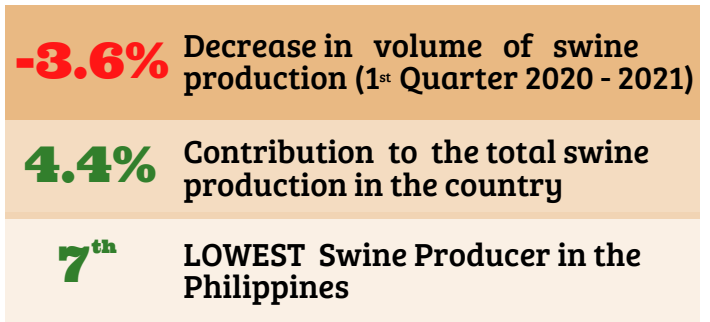 -3.6%
Decrease in volume of swine
production (1st Quarter 2020 - 2021)
4.4%
Contribution to the total swine
production in the country
7th
LOWEST Swine Producer in the
Philippines